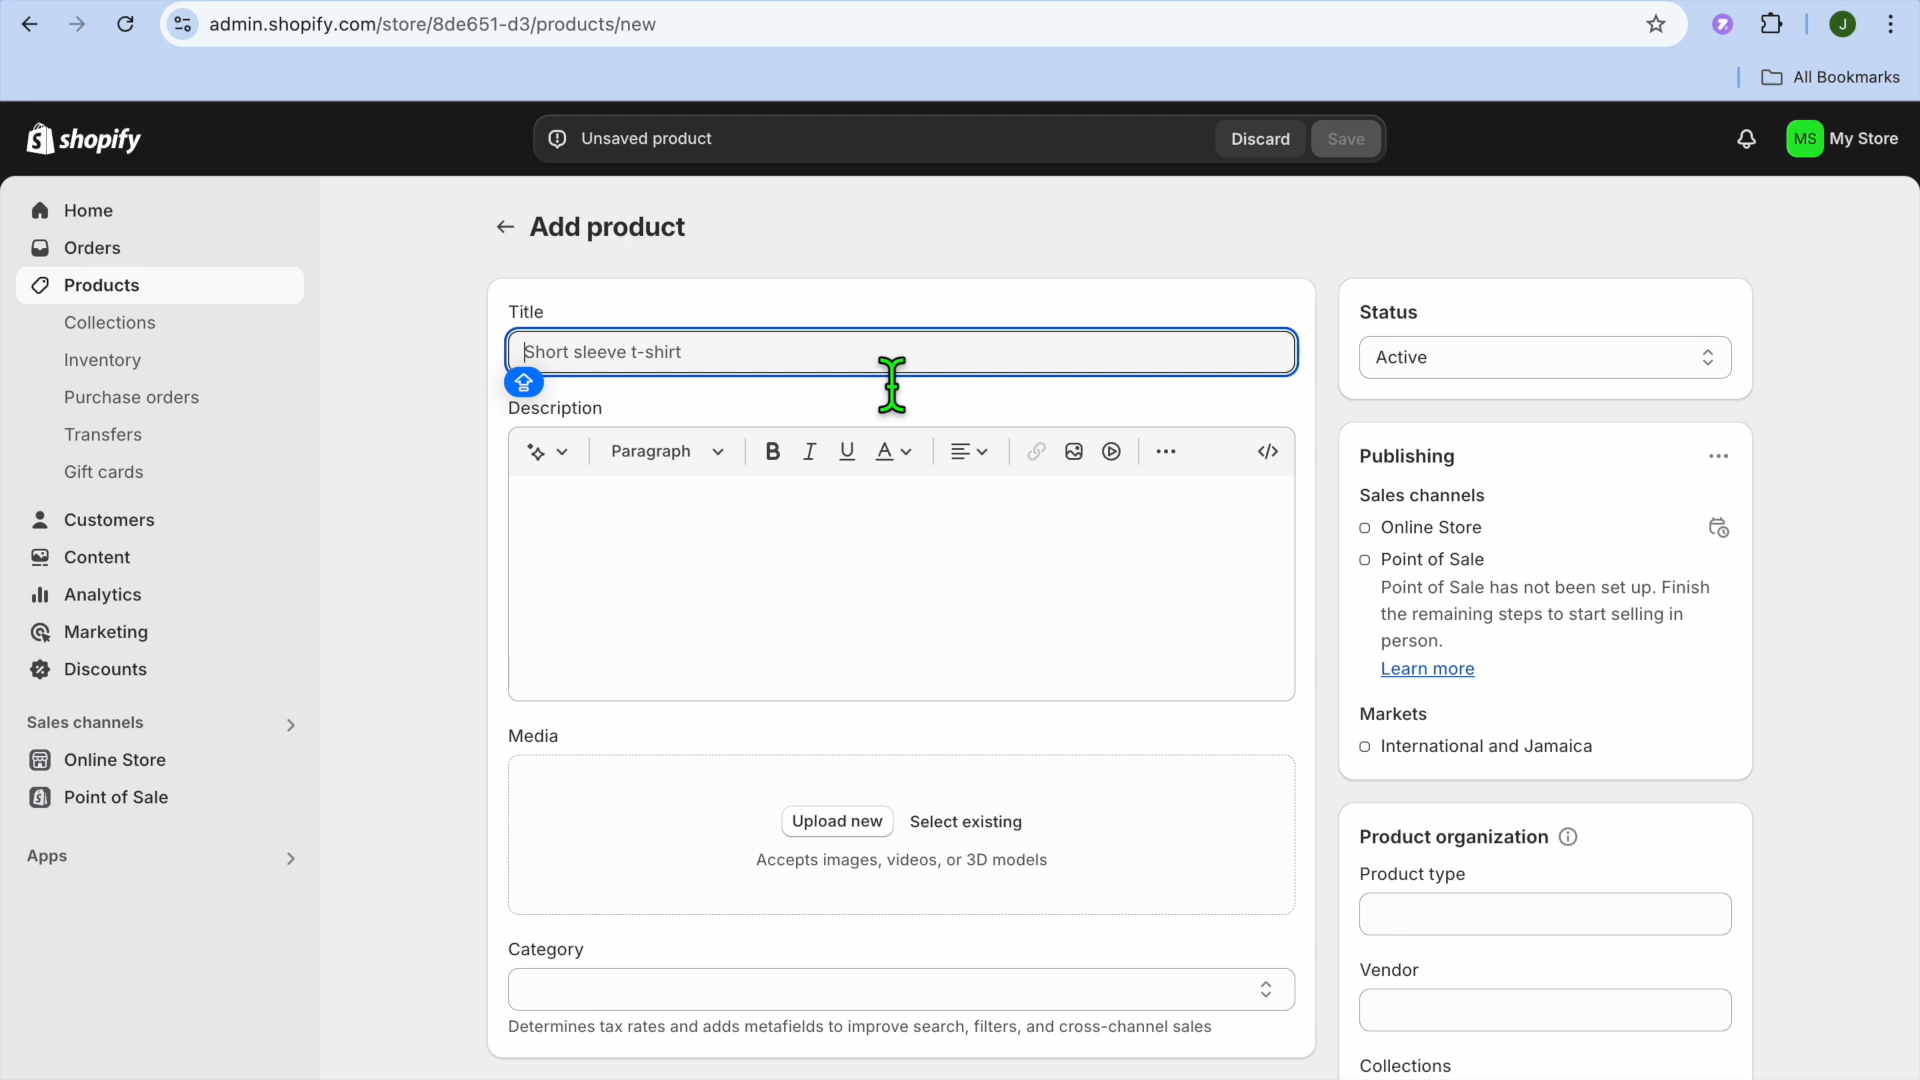 admin.shopify.com/store/8de651-d3/products/new
J
All Bookmarks
shopify
Unsaved product
Discard
Save
MS
My Store
Home
Orders
Products
Collections
Inventory
Purchase orders
Transfers
Gift cards
Customers
Content
Analytics
Marketing
Discounts
Sales channels
Online Store
Point of Sale
Apps
Add product
Title
Short sleeve t-shirt
Description
Paragraph
B I U A
Media
Upload new
Select existing
Accepts images, videos, or 3D models
Category
Determines tax rates and adds metafields to improve search, filters, and cross-channel sales
Status
Active
Publishing
Sales channels
Online Store
Point of Sale
Point of Sale has not been set up. Finish
the remaining steps to start selling in
person.
Learn more
Markets
International and Jamaica
Product organization
Product type
Vendor
Collections